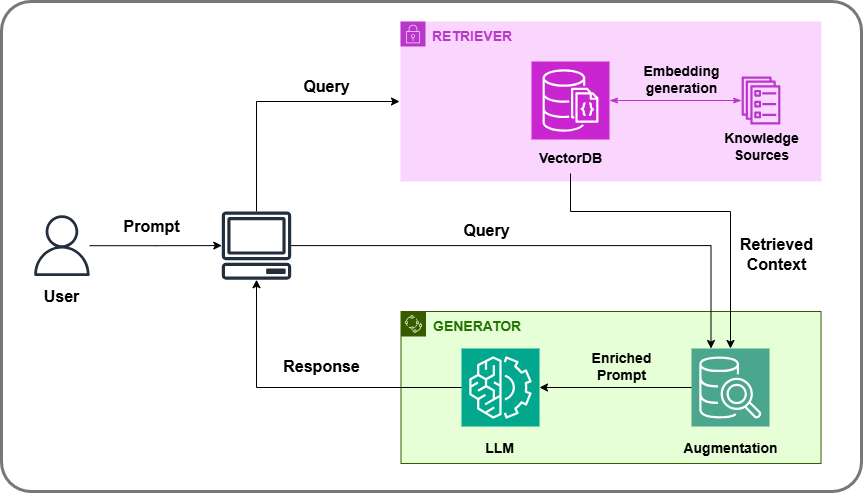 RETRIEVER
Query
Embedding
generation
VectorDB
Knowledge
Sources
Prompt
User
Query
Retrieved
Context
GENERATOR
Response
Enriched
Prompt
LLM
Augmentation